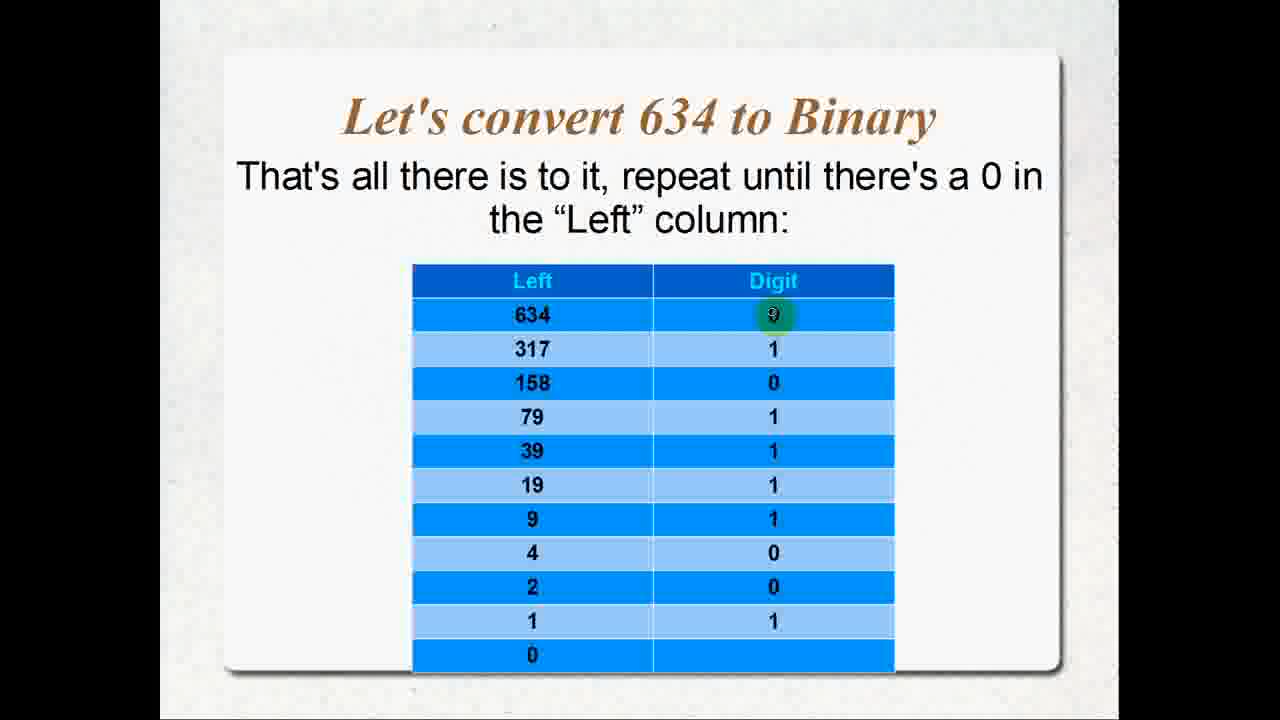 Let's convert 634 to Binary
That's all there is to it, repeat until there's a 0 in
the “Left” column:
Left Digit
634 0
317 1
158 0
79 1
39 1
19 1
9 1
4 0
2 0
1 1
0